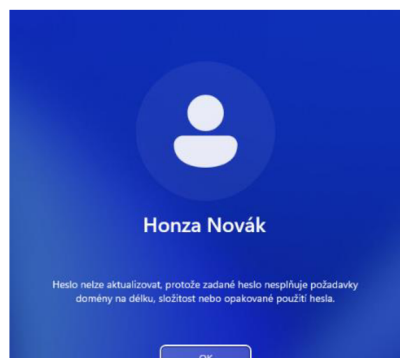 Honza Novák
Heslo nelze aktualizovat, protože zadané heslo nesplňuje požadavky
domény na délku, složitost nebo opakované použití hesla.
OK